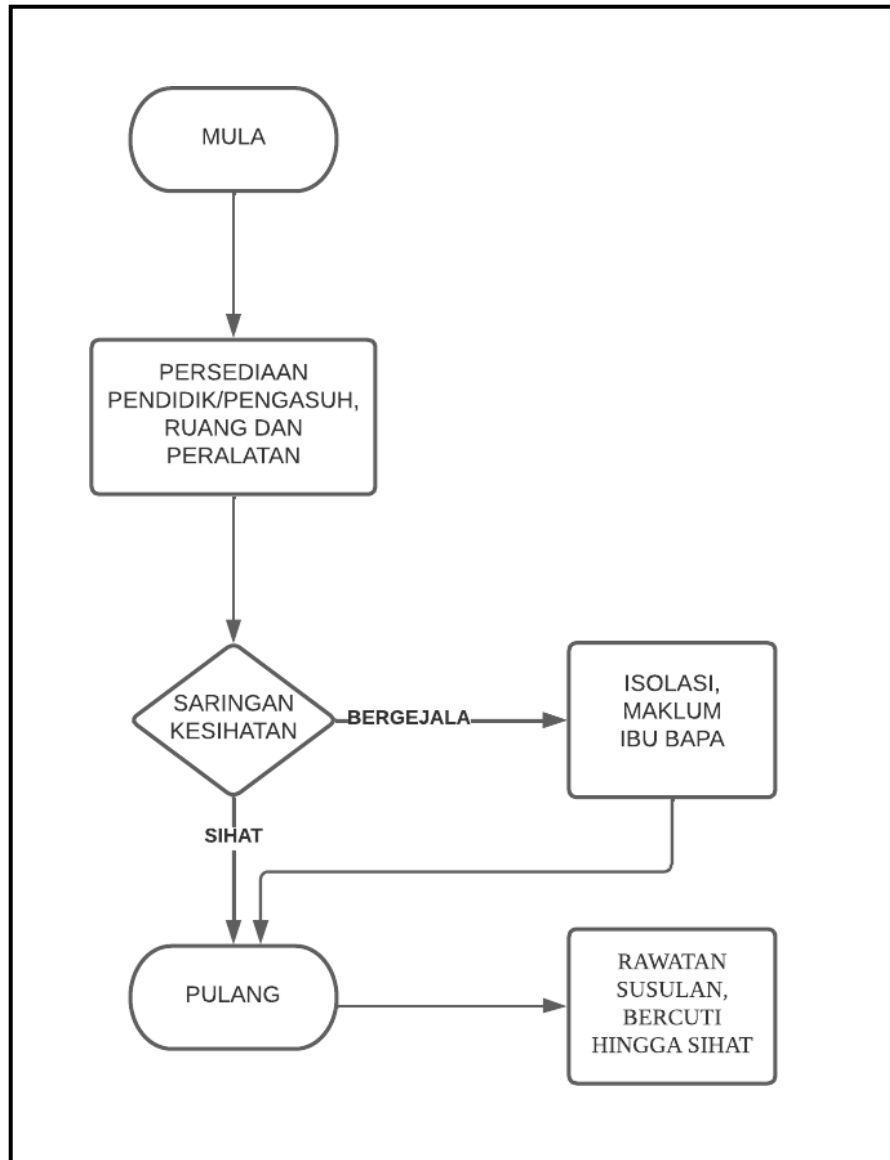 MULA
PERSEDIAAN
PENDIDIK/PENGASUH,
RUANG DAN
PERALATAN
SARINGAN
KESIHATAN
BERGEJALA
ISOLASI,
MAKLUM
IBU BAPA
SIHAT
PULANG
RAWATAN
SUSULAN,
BERCUTI
HINGGA SIHAT